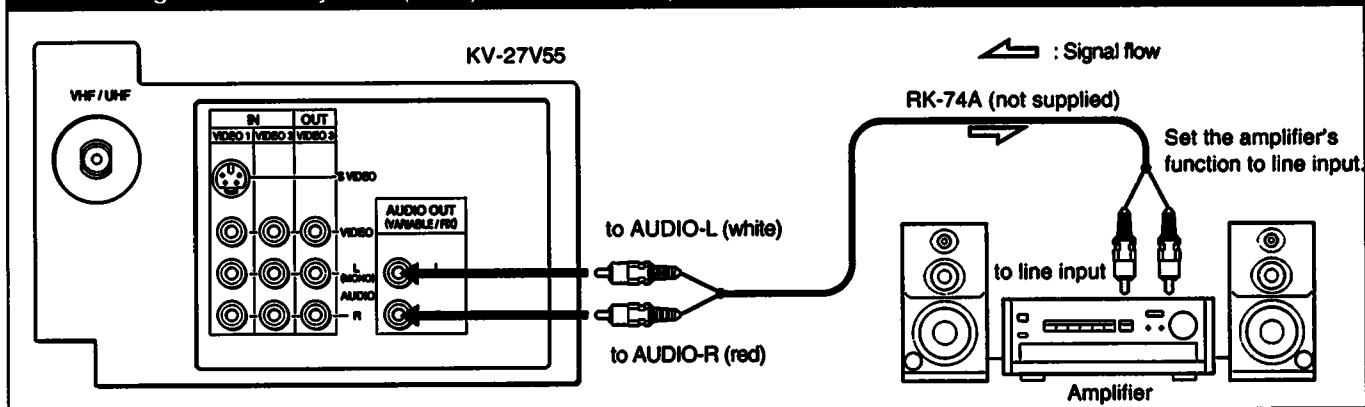 KV-27V55
: Signal flow
VHF / UHF
RK-74A (not supplied)
IN OUT
VIDEO 1 VIDEO 2 VIDEO 3
Set the amplifier's
function to line input.
S VIDEO
AUDIO OUT
(VARIABLE / FIX)
VIDEO
to AUDIO-L (white)
L
(MONO)
AUDIO
R
to line input
to AUDIO-R (red)
Amplifier